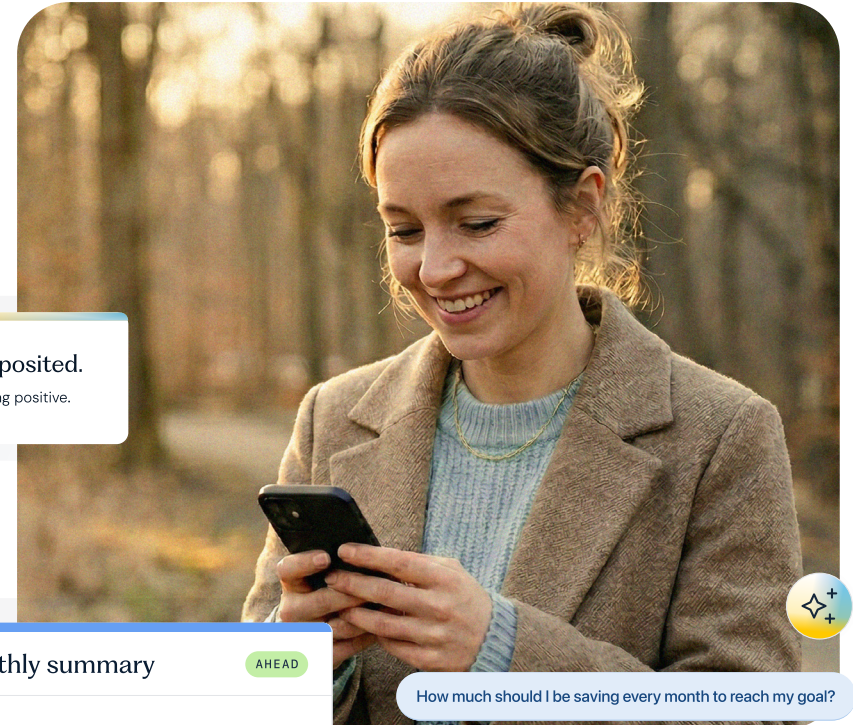 posited.
g positive.
thly summary
AHEAD
How much should I be saving every month to reach my goal?